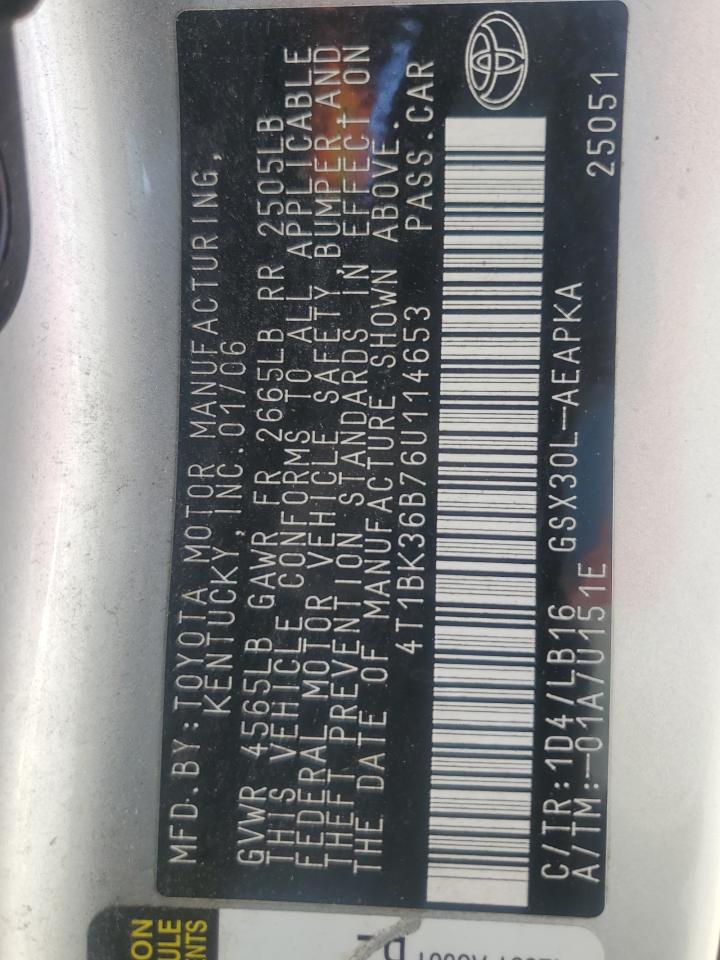 MFD.BY:TOYOTA MOTOR MANUFACTURING,
KENTUCKY,INC.01/06
GVWR 4565LB GAWR FR 2665LB RR 2505LB
THIS VEHICLE CONFORMS TO ALL APPLICABLE
FEDERAL MOTOR VEHICLE SAFETY,BUMPER,AND
THEFT PREVENTION STANDARDS IN EFFECT ON
THE DATE OF MANUFACTURE SHOWN ABOVE.
4T1BK36B76U114653 PASS.CAR
C/TR:1D4/LB16 GSX30L-AEAPKA 25051
A/TM:-01A/U151E